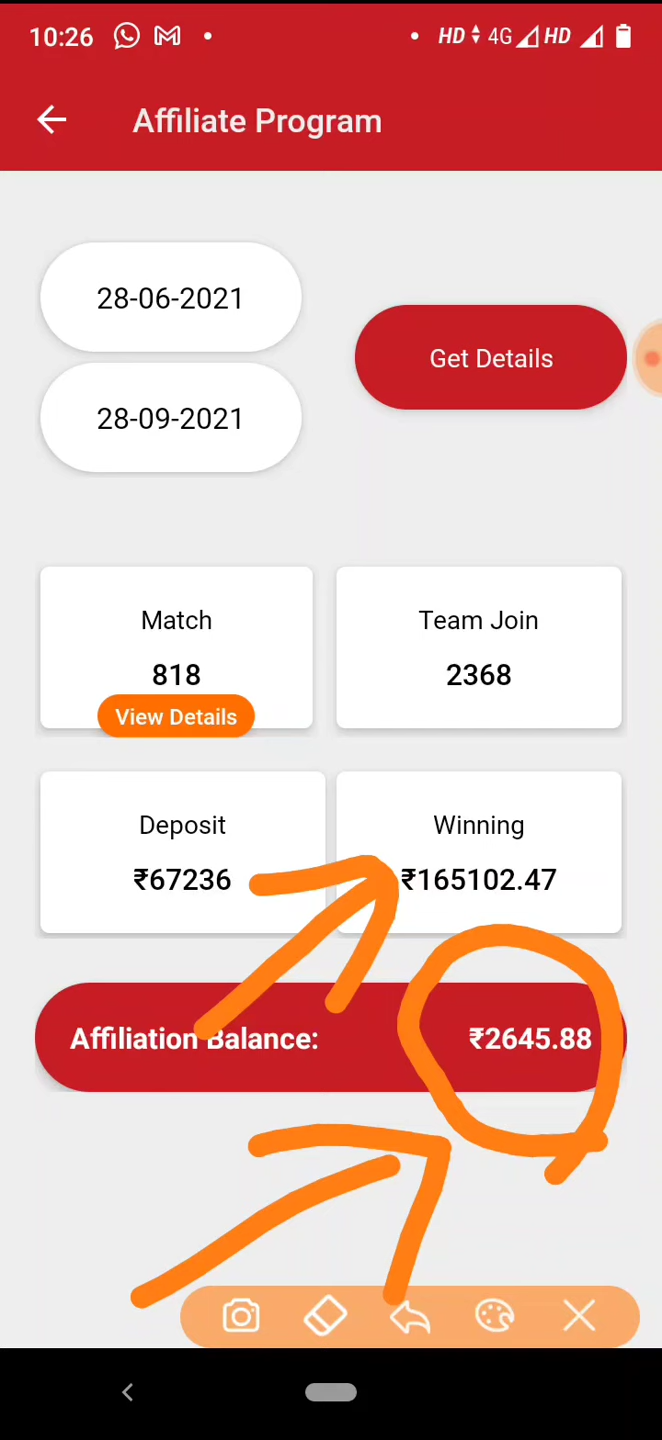 10:26 HD 4G HD
Affiliate Program
28-06-2021
Get Details
28-09-2021
Match
818
View Details
Team Join
2368
Deposit
₹67236
Winning
₹165102.47
Affiliation Balance: ₹2645.88